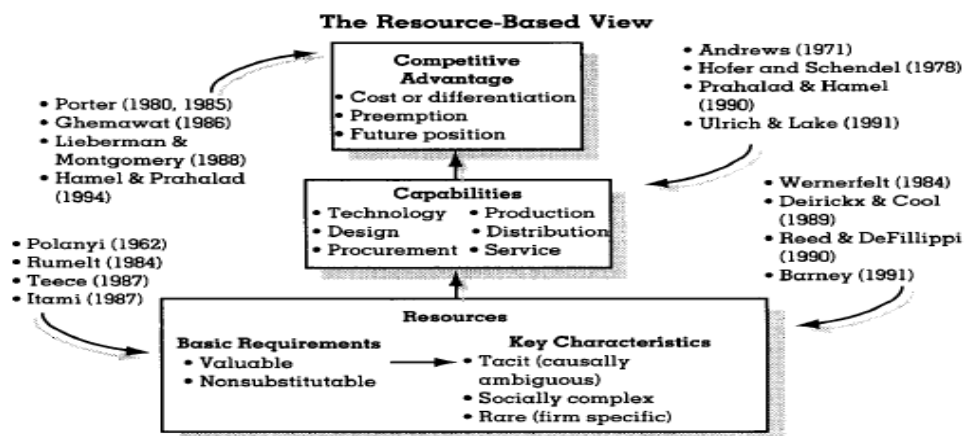 The Resource-Based View
Competitive
Advantage
• Cost or differentiation
• Preemption
• Future position
• Porter (1980, 1985)
• Ghemawat (1986)
• Lieberman &
Montgomery (1988)
• Hamel & Prahalad
(1994)
• Andrews (1971)
• Hofer and Schendel (1978)
• Prahalad & Hamel
(1990)
• Ulrich & Lake (1991)
Capabilities
• Technology • Production
• Design • Distribution
• Procurement • Service
• Polanyi (1962)
• Rumelt (1984)
• Teece (1987)
• Itami (1987)
• Wernerfelt (1984)
• Deirickx & Cool
(1989)
• Reed & DeFillippi
(1990)
• Barney (1991)
Resources
Basic Requirements
• Valuable
• Nonsubstitutable
Key Characteristics
• Tacit (causally
ambiguous)
• Socially complex
• Rare (firm specific)